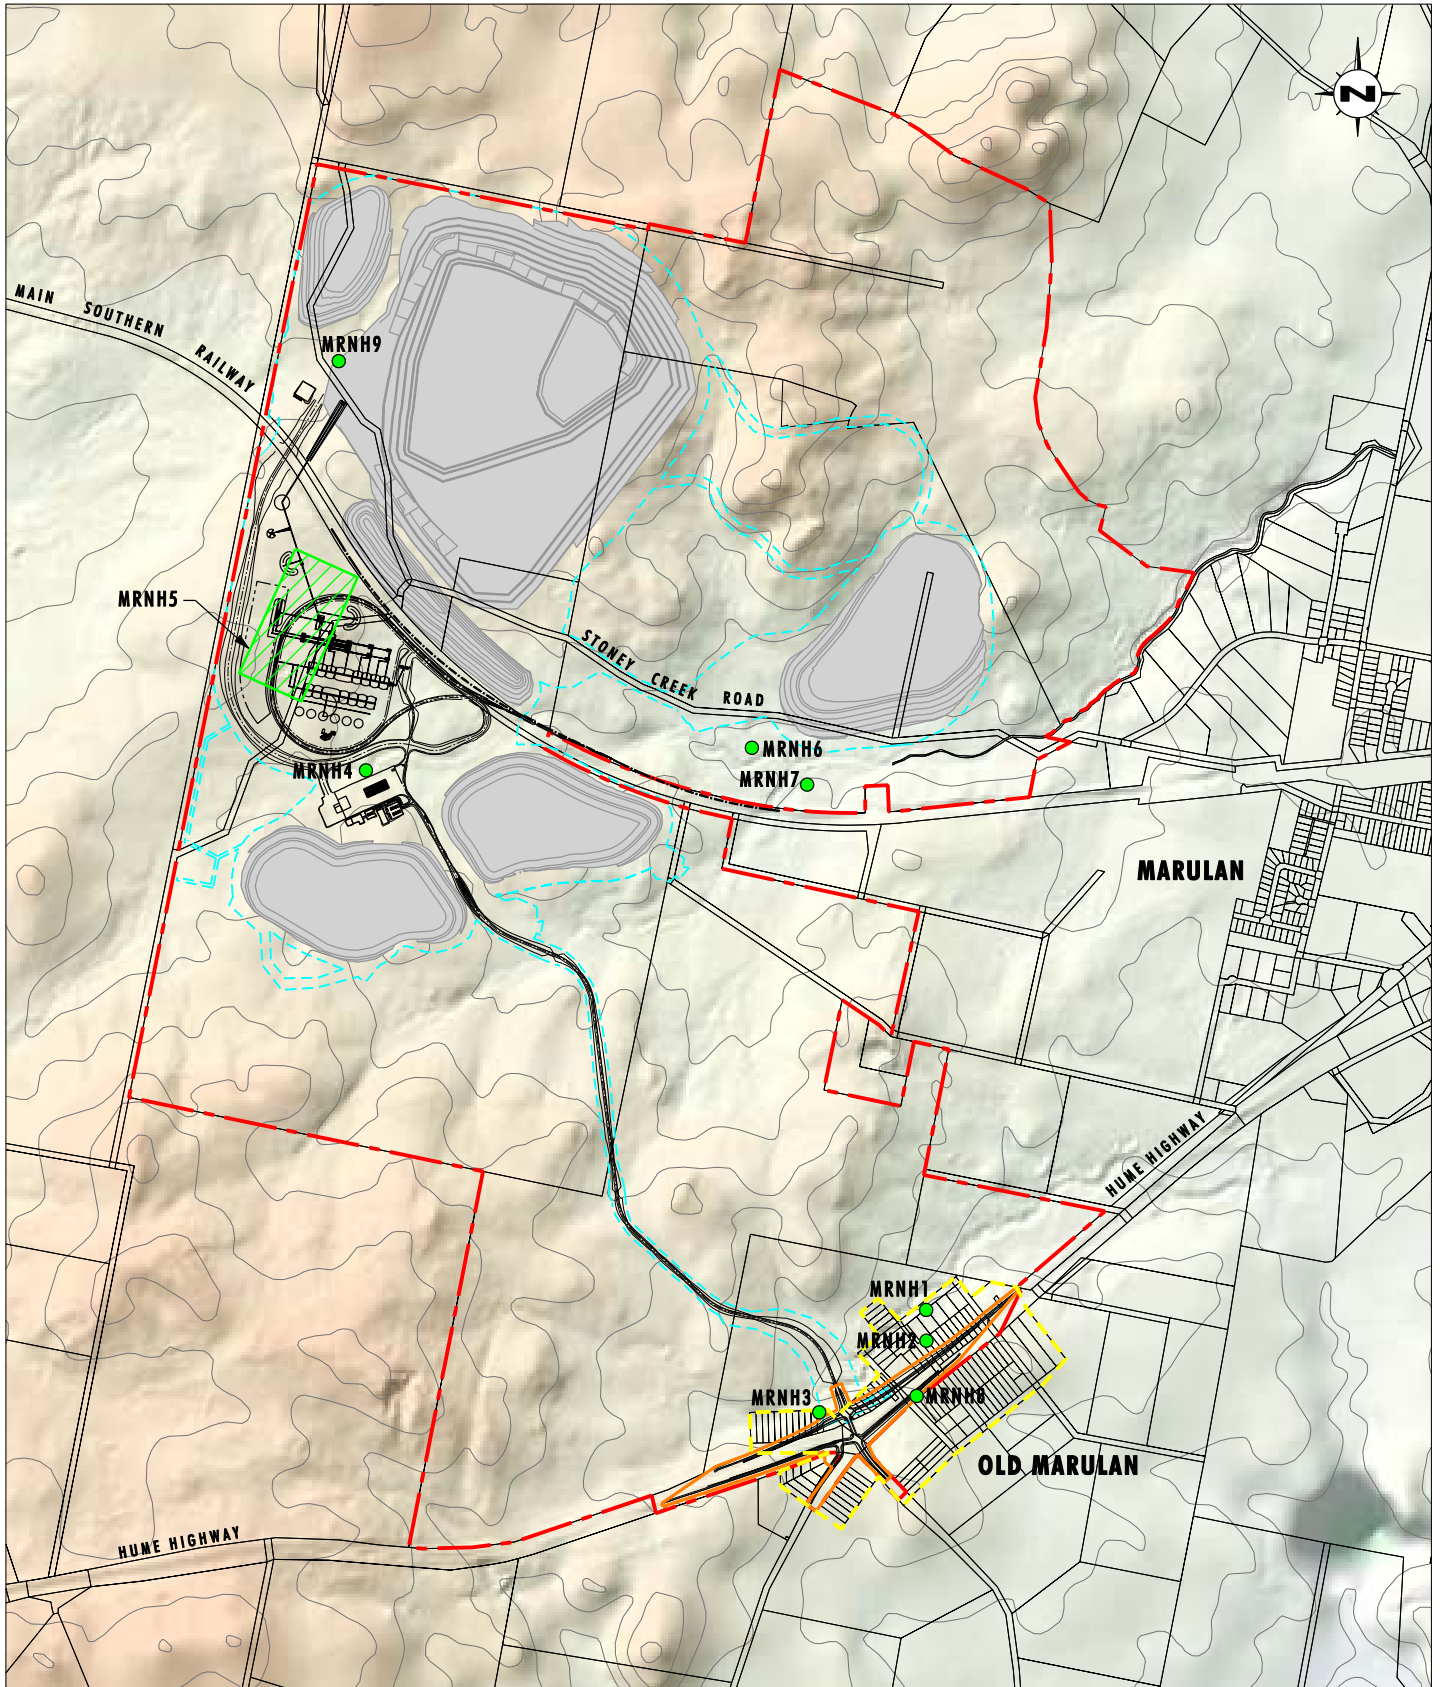 N
MAIN SOUTHERN RAILWAY
MRNH9
MRNH5
STONEY CREEK ROAD
MRNH6
MRNH7
MRNH4
MARULAN
HUME HIGHWAY
MRNH1
MRNH2
MRNH3
MRNH8
OLD MARULAN
HUME HIGHWAY